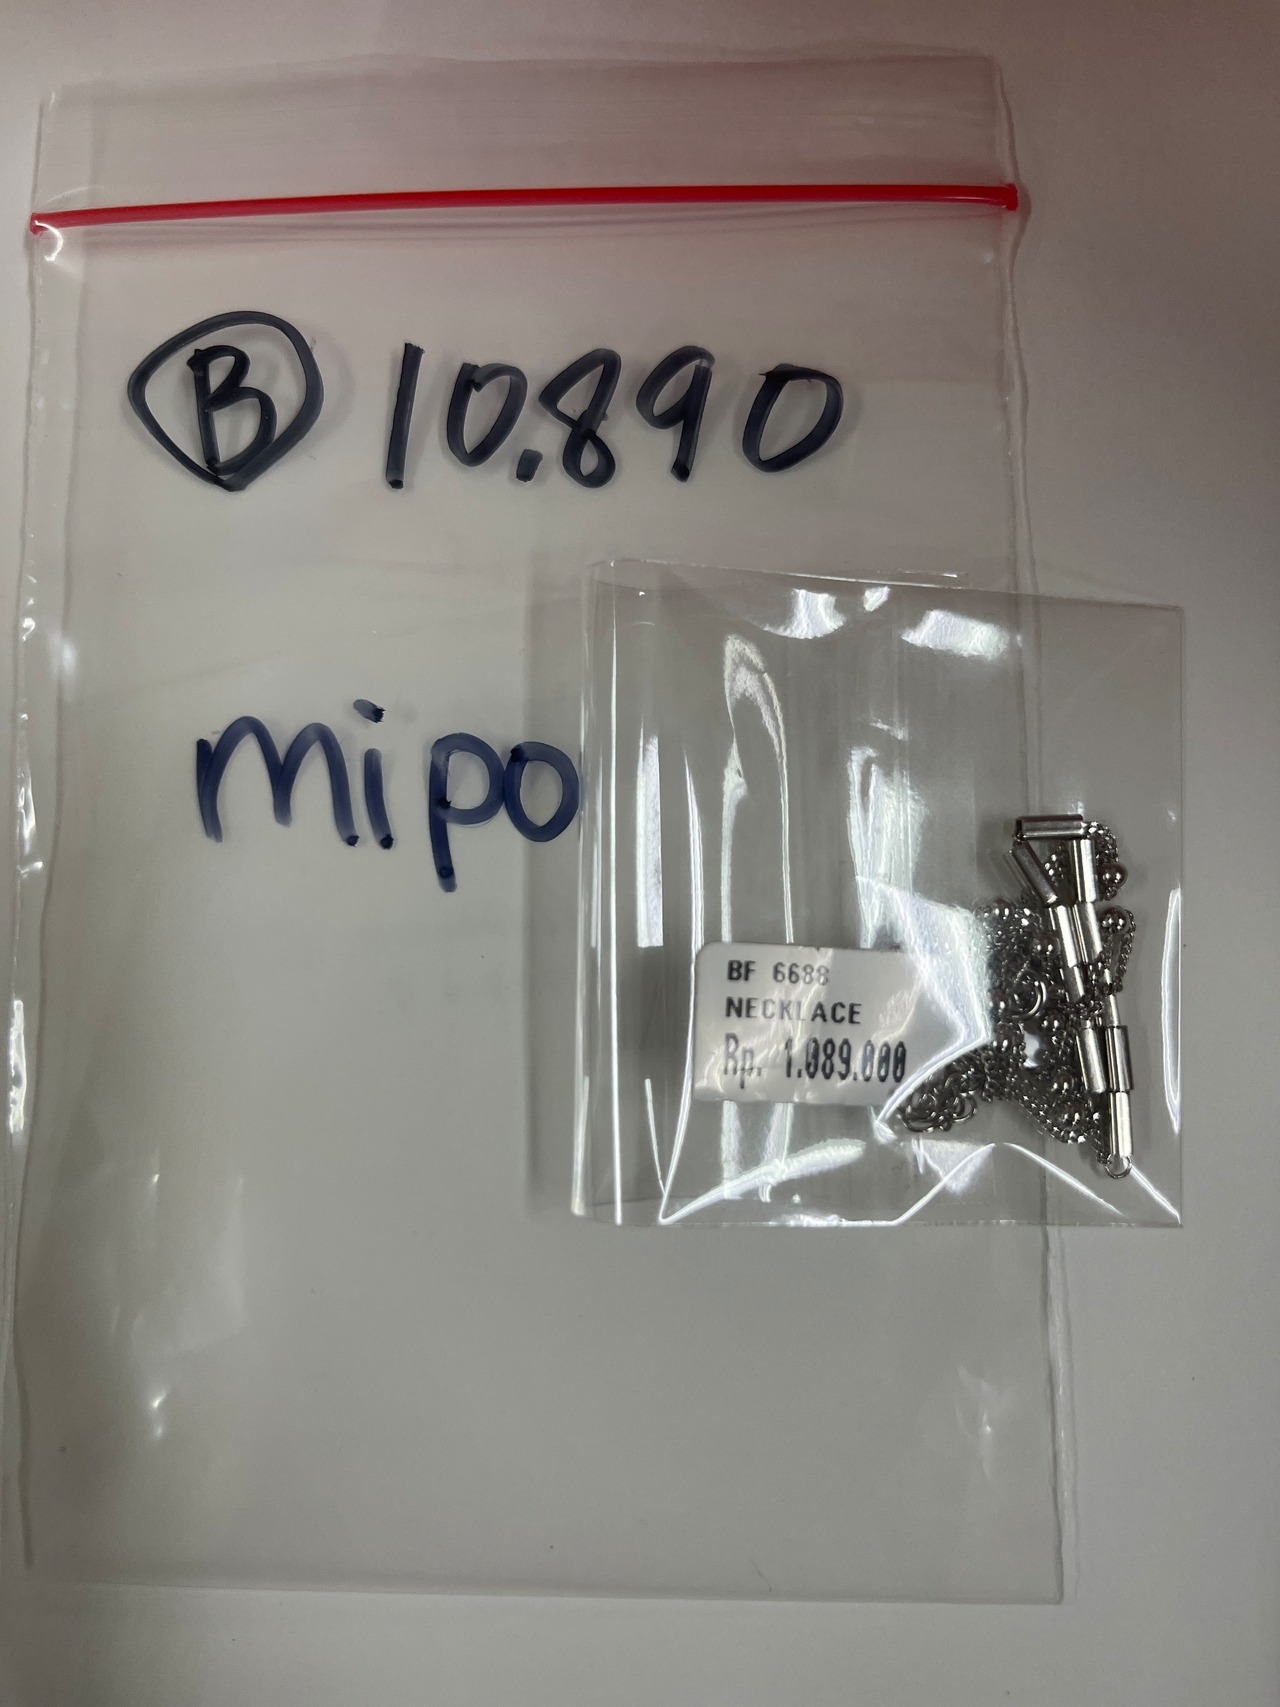 B 10.890
mipo
BF 6688
NECKLACE
Rp. 1.089.000